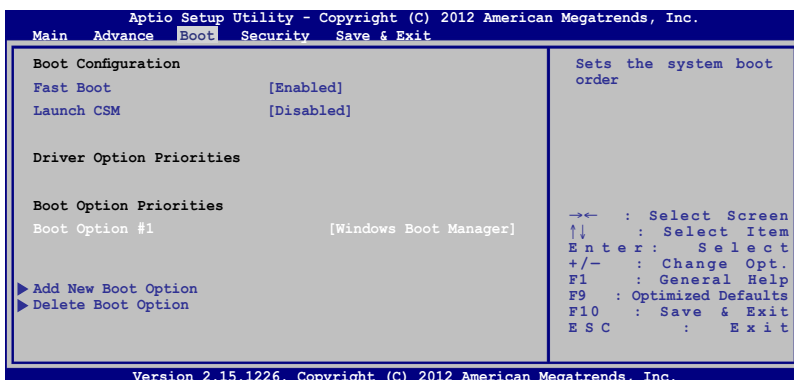 Aptio Setup Utility - Copyright (C) 2012 American Megatrends, Inc.
Main Advance Boot Security Save & Exit
Boot Configuration
Fast Boot [Enabled]
Launch CSM [Disabled]
Driver Option Priorities
Boot Option Priorities
Boot Option #1 [Windows Boot Manager]
Add New Boot Option
Delete Boot Option
Sets the system boot
order
→← : Select Screen
↑↓ : Select Item
Enter: Select
+/— : Change Opt.
F1 : General Help
F9 : Optimized Defaults
F10 : Save & Exit
ESC : Exit
Version 2.15.1226. Copyright (C) 2012 American Megatrends, Inc.